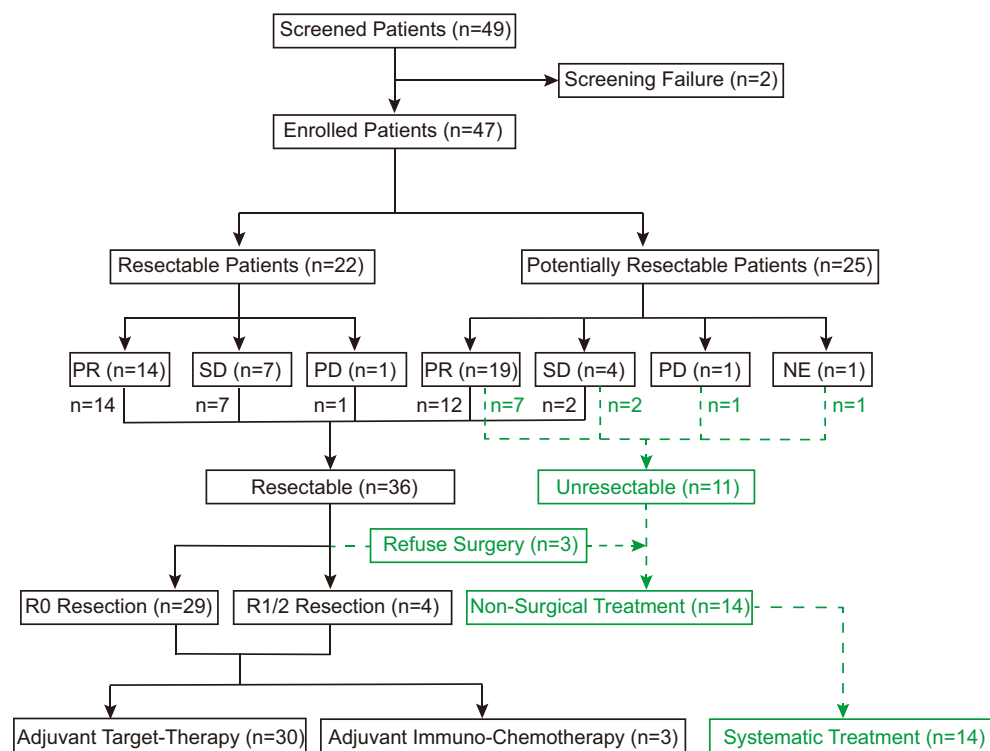 Screened Patients (n=49)
Screening Failure (n=2)
Enrolled Patients (n=47)
Resectable Patients (n=22)
Potentially Resectable Patients (n=25)
PR (n=14)
SD (n=7)
PD (n=1)
PR (n=19)
SD (n=4)
PD (n=1)
NE (n=1)
n=14
n=7
n=1
n=12
n=7
n=2
n=2
n=1
n=1
Resectable (n=36)
Unresectable (n=11)
Refuse Surgery (n=3)
R0 Resection (n=29)
R1/2 Resection (n=4)
Non-Surgical Treatment (n=14)
Adjuvant Target-Therapy (n=30)
Adjuvant Immuno-Chemotherapy (n=3)
Systematic Treatment (n=14)